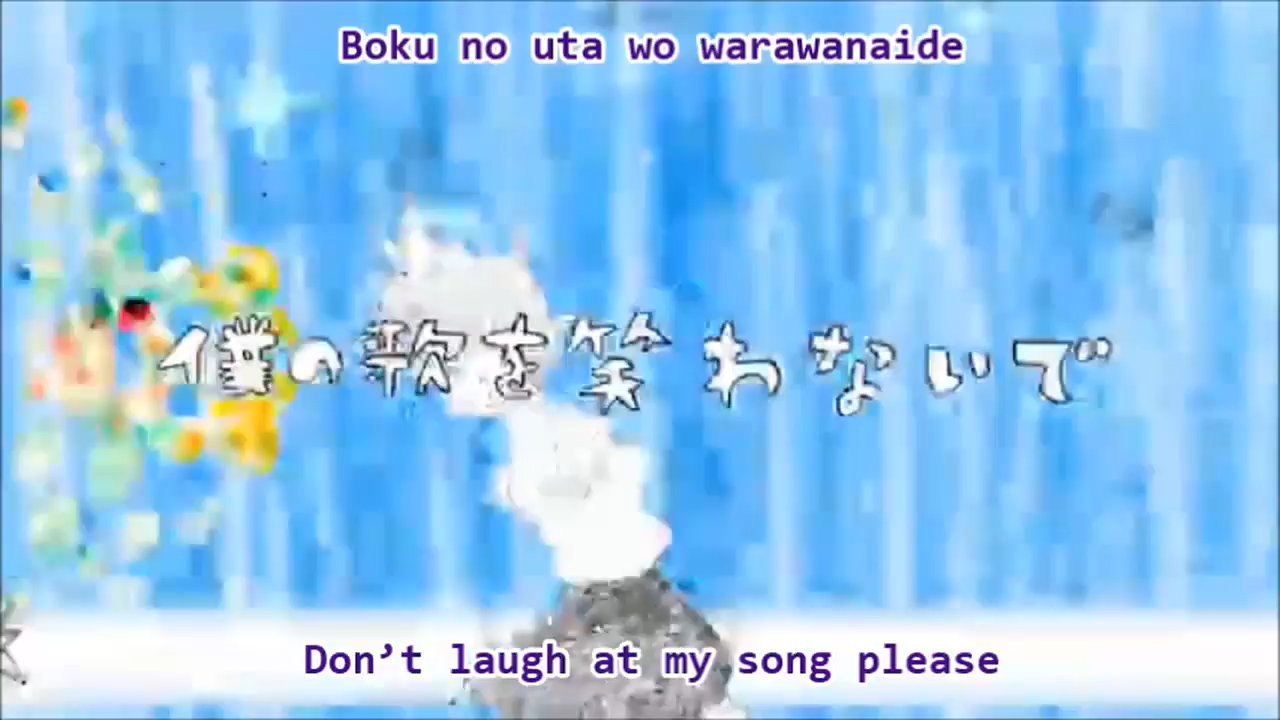 Boku no uta wo warawanaide
僕の歌を笑わないで
Don't laugh at my song please